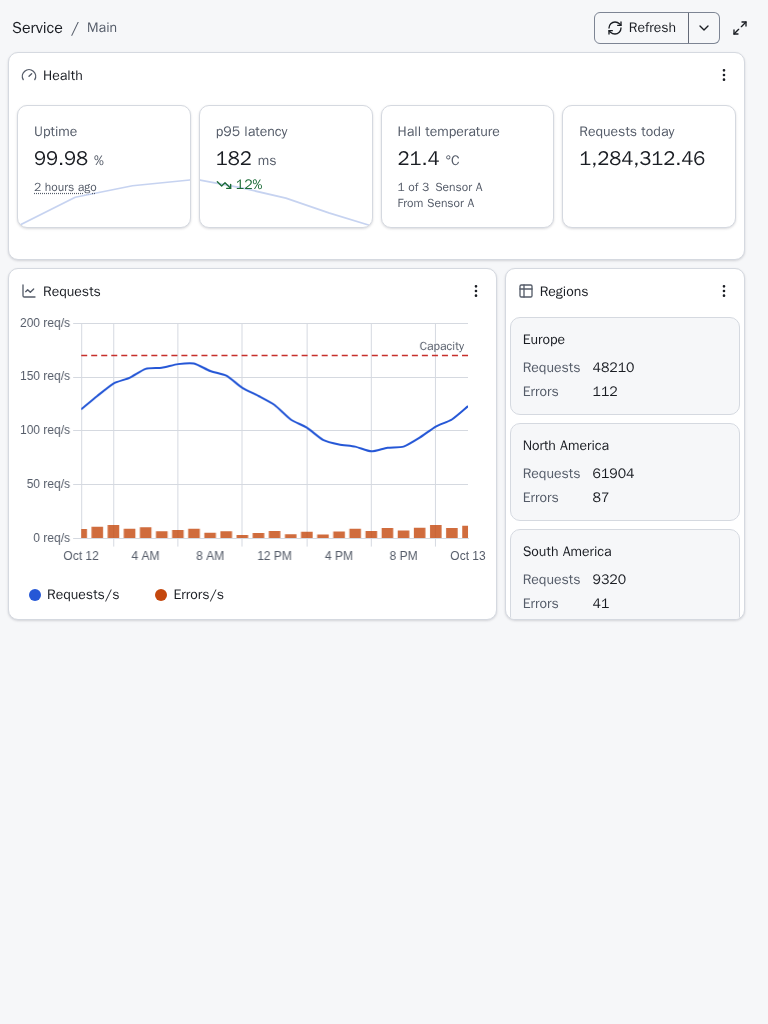 Service / Main
Refresh
Health
Uptime
99.98 %
2 hours ago
p95 latency
182 ms
12%
Hall temperature
21.4 °C
1 of 3 Sensor A
From Sensor A
Requests today
1,284,312.46
Requests
200 req/s
150 req/s
100 req/s
50 req/s
0 req/s
Capacity
Oct 12 4 AM 8 AM 12 PM 4 PM 8 PM Oct 13
Requests/s Errors/s
Regions
Europe
Requests 48210
Errors 112
North America
Requests 61904
Errors 87
South America
Requests 9320
Errors 41